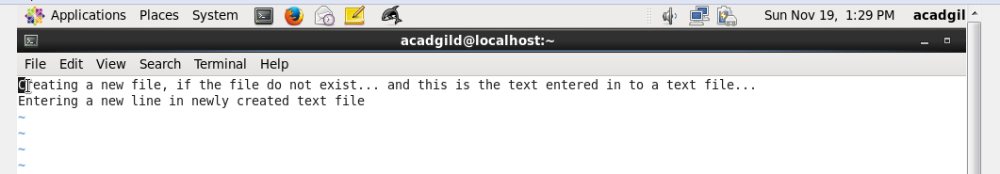 Applications Places System Sun Nov 19, 1:29 PM acadgil
acadgild@localhost:~
File Edit View Search Terminal Help
Creating a new file, if the file do not exist... and this is the text entered in to a text file...
Entering a new line in newly created text file
~
~
~
~